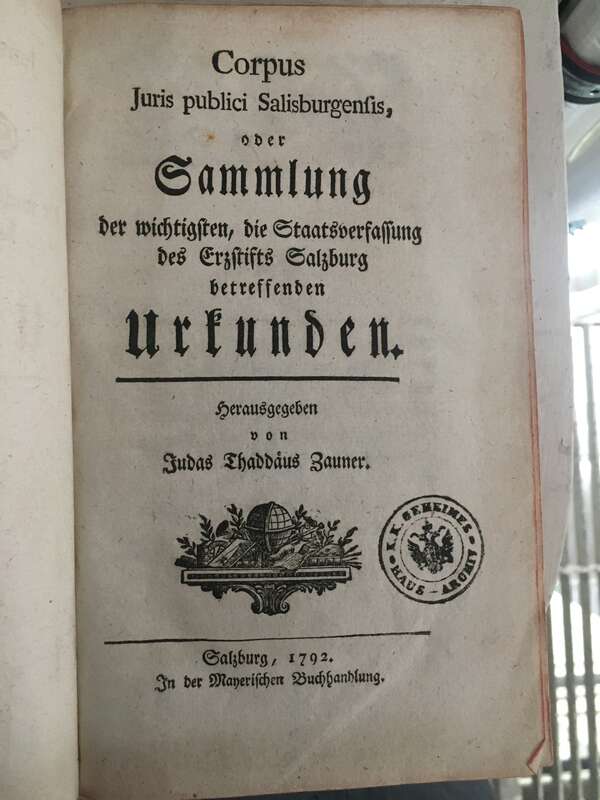 Corpus
Juris publici Salisburgensis,
oder
Sammlung
der wichtigsten, die Staatsverfassung
des Erzstifts Salzburg
betreffenden
Urkunden.
Herausgegeben
von
Judas Thaddäus Zauner.
K. K. GEHEIMES
HAUS-ARCHIV
Salzburg, 1792.
In der Mayerischen Buchhandlung.